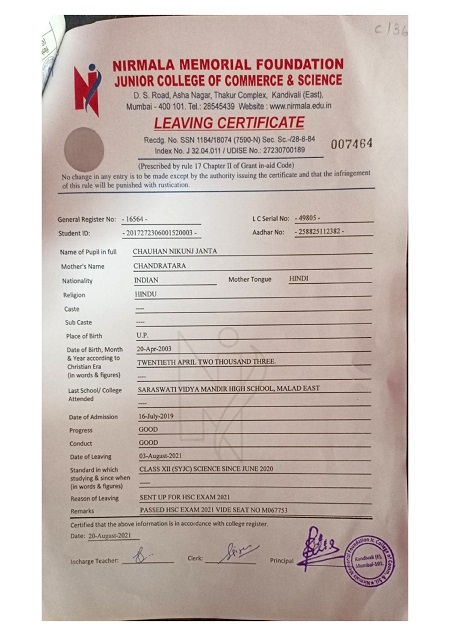 C/36
NIRMALA MEMORIAL FOUNDATION
JUNIOR COLLEGE OF COMMERCE & SCIENCE
D. S. Road, Asha Nagar, Thakur Complex, Kandivali (East),
Mumbai - 400 101. Tel.: 28545439 Website : www.nirmala.edu.in
LEAVING CERTIFICATE
Recdg. No. SSN 1184/18074 (7590-N) Sec. Sc.-/28-6-84
Index No. J 32.04.011 / UDISE No.: 27230700189
007464
(Prescribed by rule 17 Chapter II of Grant in-aid Code)
No change in any entry is to be made except by the authority issuing the certificate and that the infringement
of this rule will be punished with rustication.
General Register No: - 16564 - L C Serial No: - 49805 -
Student ID: - 2017272306001520003 - Aadhar No: - 258825112382 -
Name of Pupil in full CHAUHAN NIKUNJ JANTA
Mother's Name CHANDRATARA
Nationality INDIAN Mother Tongue HINDI
Religion HINDU
Caste ----
Sub Caste ----
Place of Birth U.P.
Date of Birth, Month 20-Apr-2003
& Year according to
Christian Era TWENTIETH APRIL TWO THOUSAND THREE.
(in words & figures) ----
Last School/ College SARASWATI VIDYA MANDIR HIGH SCHOOL, MALAD EAST
Attended ----
Date of Admission 16-July-2019
Progress GOOD
Conduct GOOD
Date of Leaving 03-August-2021
Standard in which CLASS XII (SYJC) SCIENCE SINCE JUNE 2020
studying & since when
(in words & figures) ----
Reason of Leaving SENT UP FOR HSC EXAM 2021
Remarks PASSED HSC EXAM 2021 VIDE SEAT NO M067753
Certified that the above information is in accordance with college register.
Date: 20-August-2021
Incharge Teacher: Clerk: Principal
Kandivali (E),
Mumbai-101.